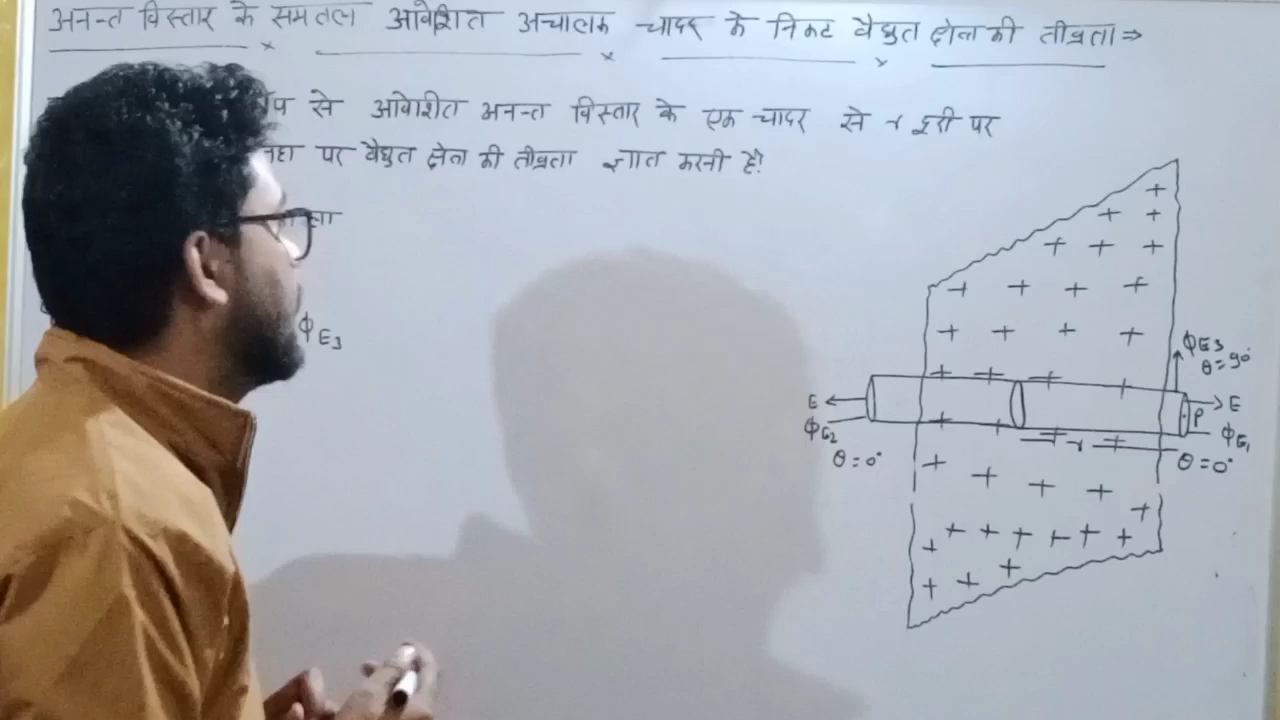 अनन्त विस्तार के समतल आवेशित अचालक चादर के निकट वैद्युत क्षेत्र की तीव्रता ⇒
से आवेशित अनन्त विस्तार के एक चादर से r दूरी पर
पर वैद्युत क्षेत्र की तीव्रता ज्ञात करनी है!
ϕE3
ϕE3
θ=90°
E
E
P
ϕE2
ϕE1
r
θ=0°
θ=0°